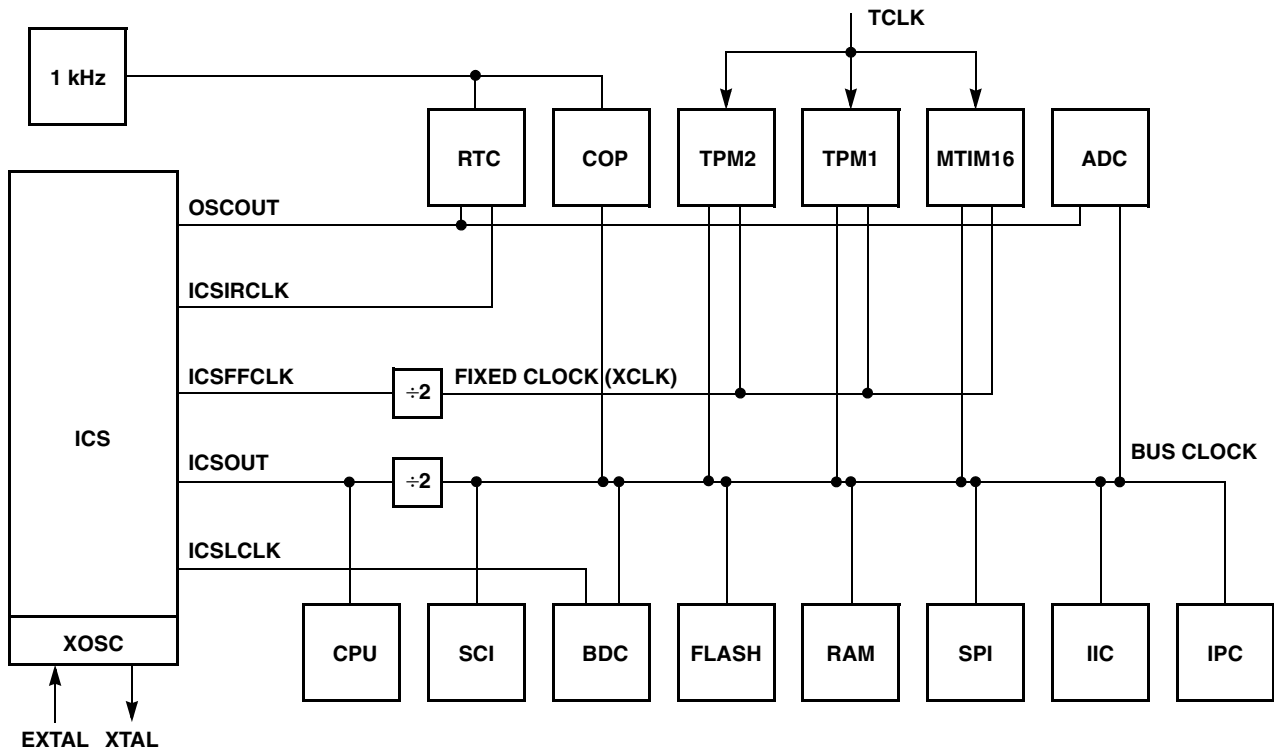 TCLK
1 kHz
RTC
COP
TPM2
TPM1
MTIM16
ADC
OSCOUT
ICSIRCLK
ICSFFCLK
÷2
FIXED CLOCK (XCLK)
ICS
ICSOUT
÷2
BUS CLOCK
ICSLCLK
XOSC
CPU
SCI
BDC
FLASH
RAM
SPI
IIC
IPC
EXTAL
XTAL